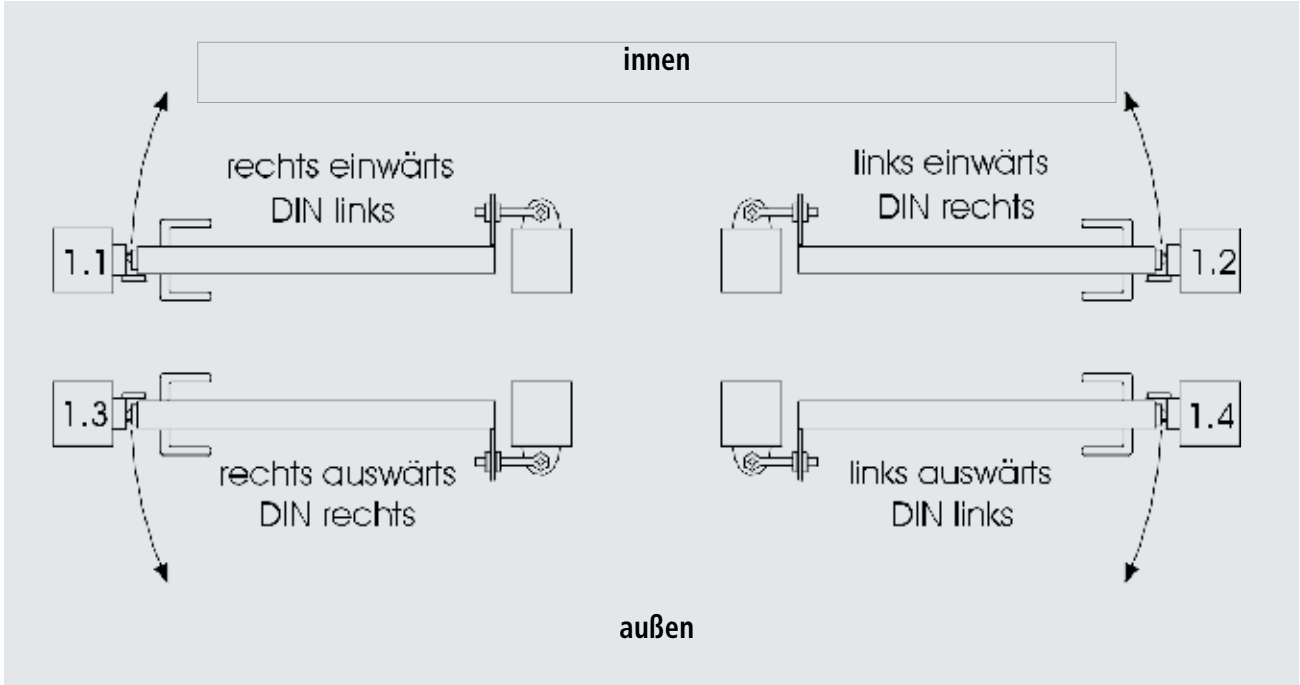 innen
rechts einwärts
DIN links
links einwärts
DIN rechts
1.1
1.2
1.3
1.4
rechts auswärts
DIN rechts
links auswärts
DIN links
außen